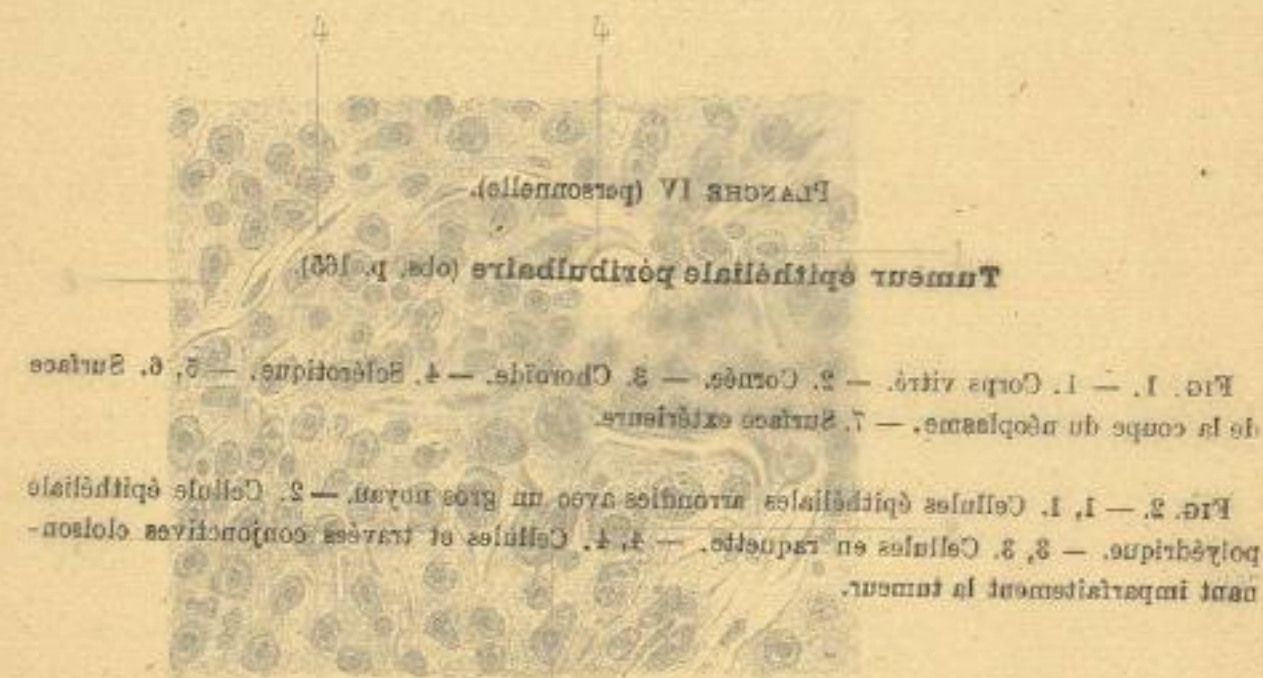 4 4
PLANCHE IV (personnelle).
1
Tumeur épithéliale péribulbaire (obs. p. 165).
3
FIG. 1. — 1. Corps vitré. — 2. Cornée. — 3. Choroïde. — 4. Sclérotique. — 5, 6. Surface
de la coupe du néoplasme. — 7. Surface extérieure.
FIG. 2. — 1, 1. Cellules épithéliales arrondies avec un gros noyau. — 2. Cellule épithéliale
polyédrique. — 3, 3. Cellules en raquette. — 4, 4. Cellules et travées conjonctives cloison-
nant imparfaitement la tumeur.